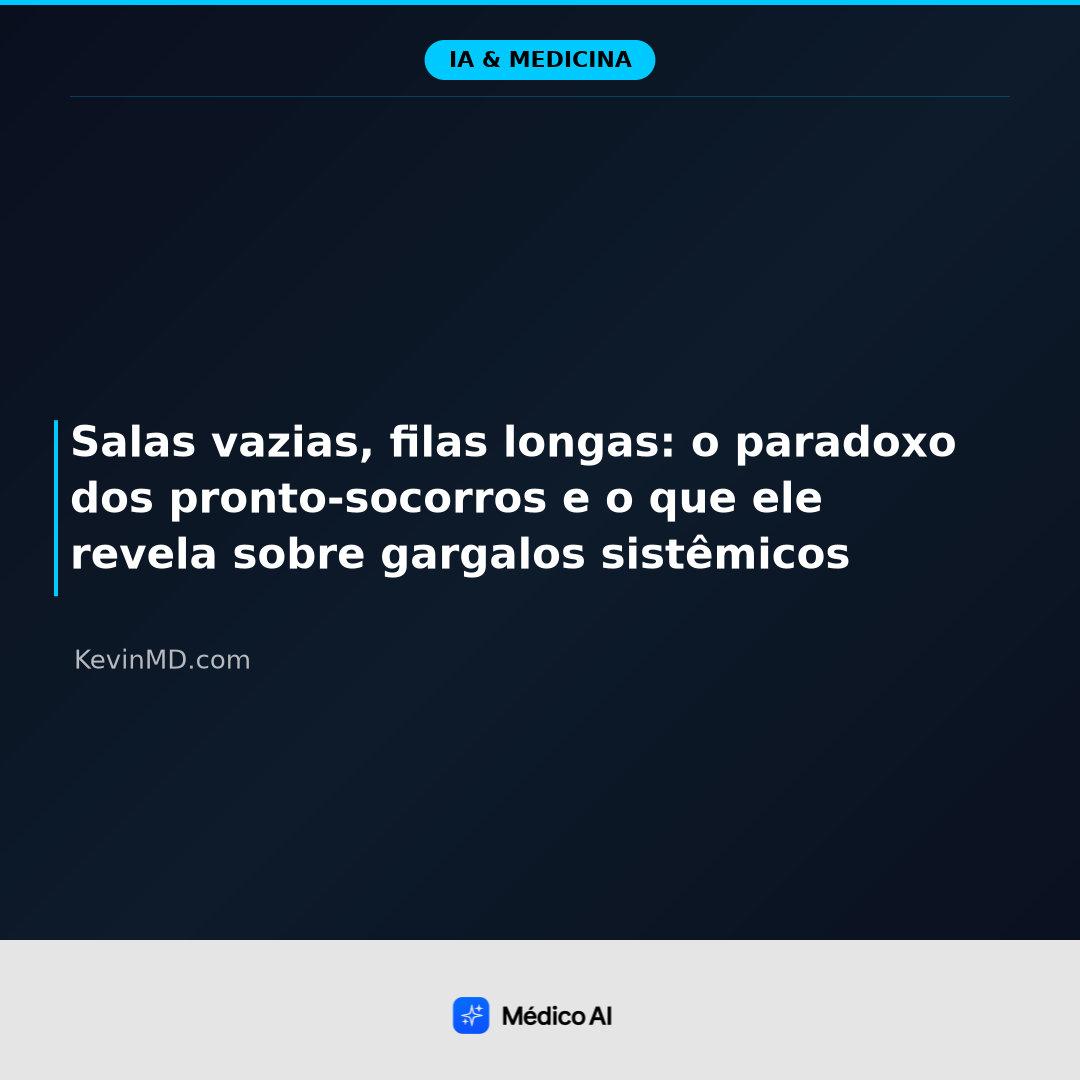 IA & MEDICINA
Salas vazias, filas longas: o paradoxo
dos pronto-socorros e o que ele
revela sobre gargalos sistêmicos
KevinMD.com
Médico AI